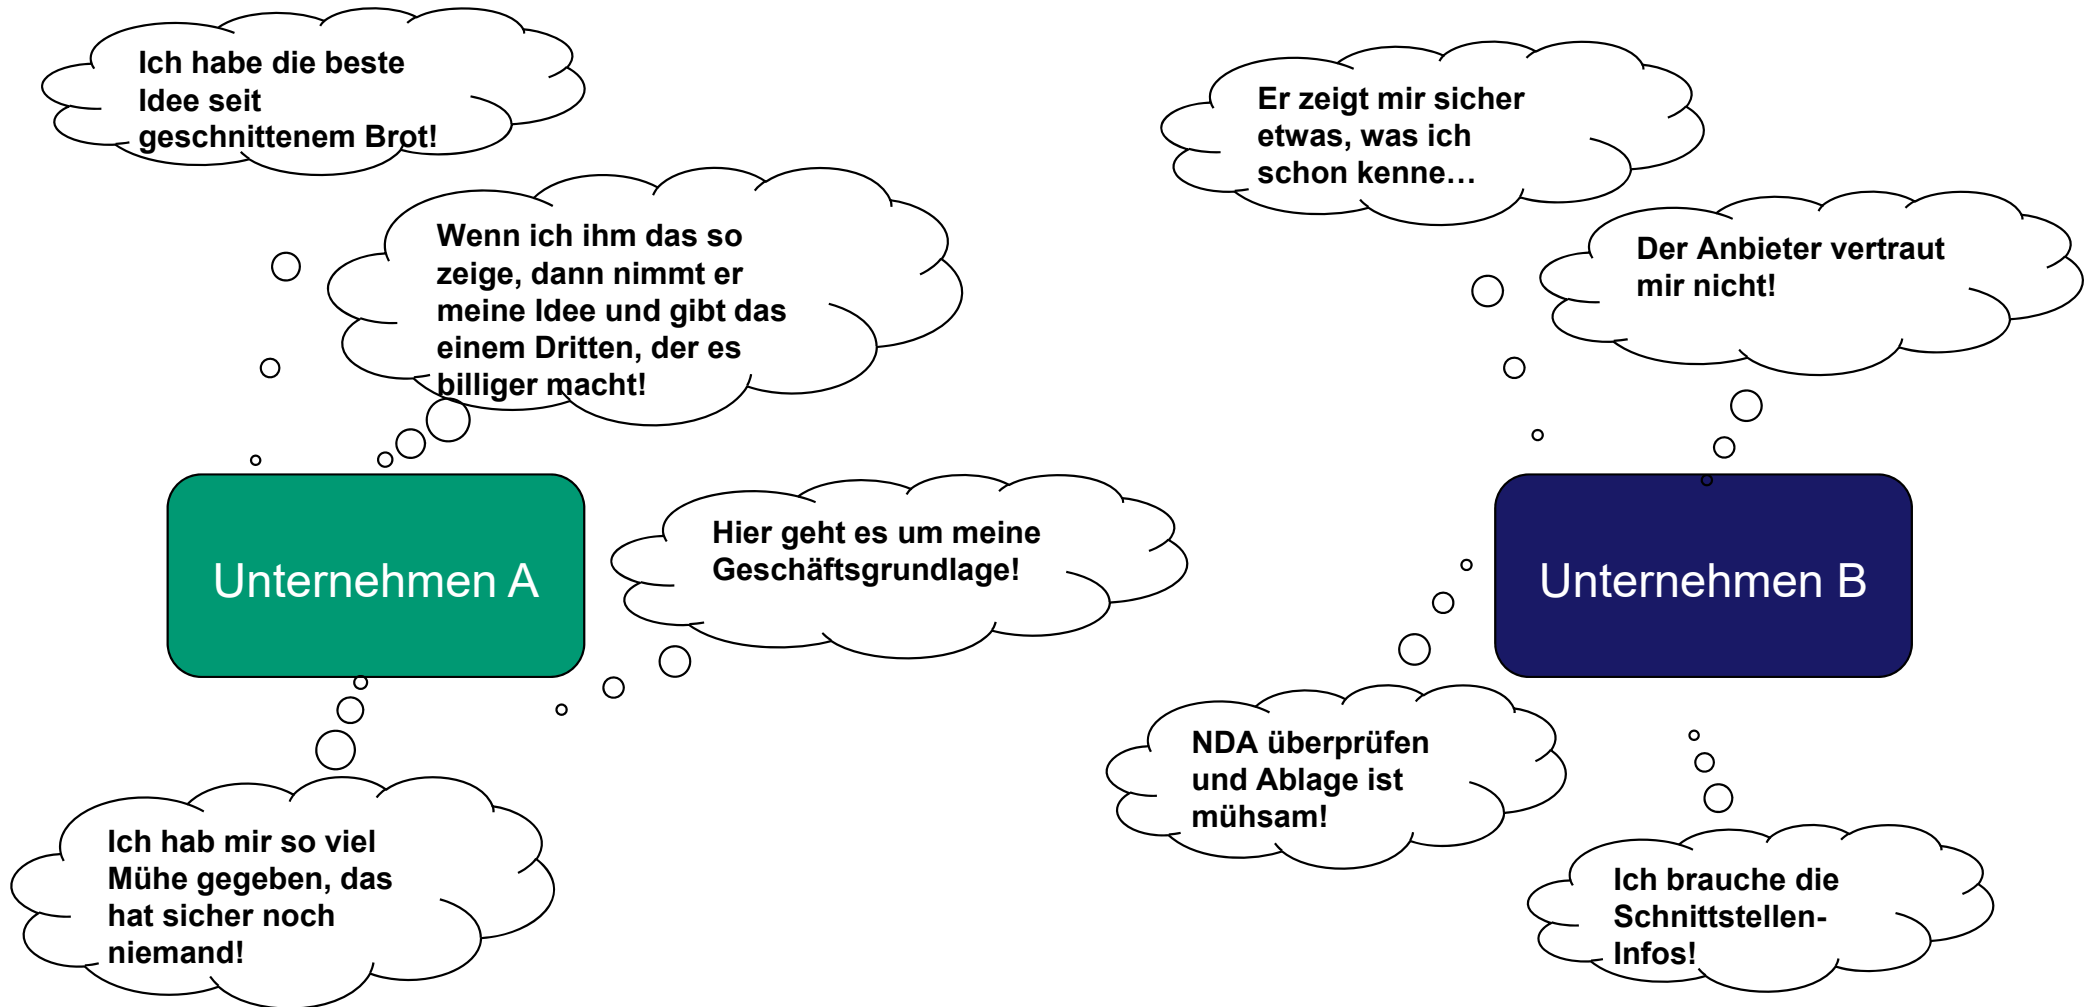 Ich habe die beste
Idee seit
geschnittenem Brot!
Wenn ich ihm das so
zeige, dann nimmt er
meine Idee und gibt das
einem Dritten, der es
billiger macht!
Unternehmen A
Hier geht es um meine
Geschäftsgrundlage!
Ich hab mir so viel
Mühe gegeben, das
hat sicher noch
niemand!
Er zeigt mir sicher
etwas, was ich
schon kenne…
Der Anbieter vertraut
mir nicht!
Unternehmen B
NDA überprüfen
und Ablage ist
mühsam!
Ich brauche die
Schnittstellen-
Infos!